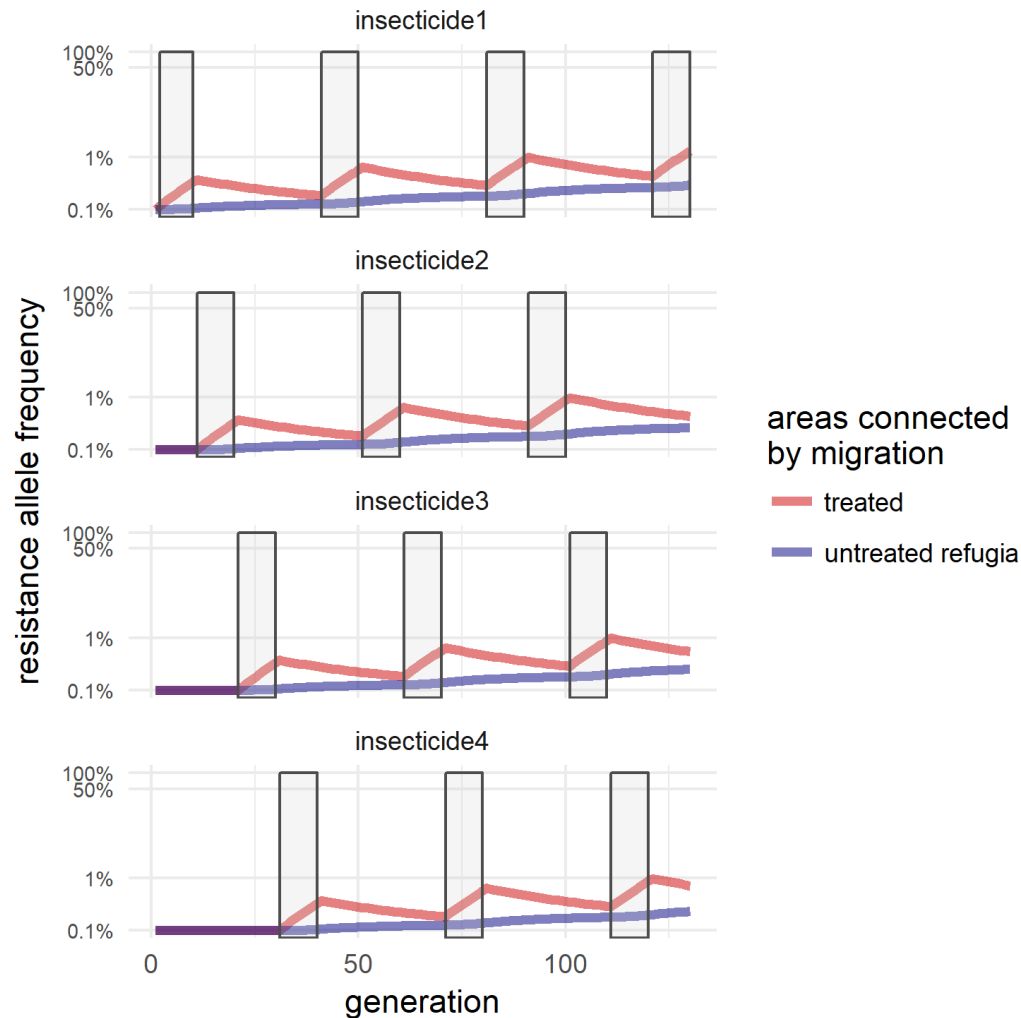 insecticide1
100%
50%
1%
0.1%
insecticide2
100%
50%
1%
0.1%
insecticide3
100%
50%
1%
0.1%
insecticide4
100%
50%
1%
0.1%
0 50 100
generation
resistance allele frequency
areas connected
by migration
treated
untreated refugia